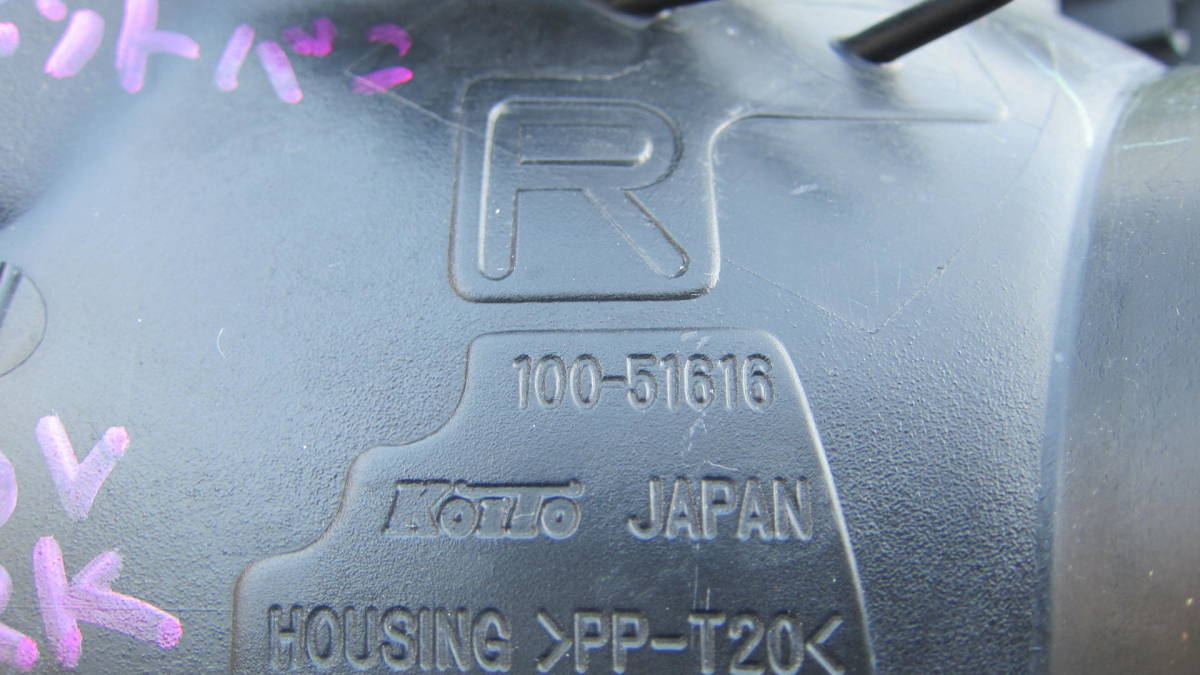 R
100-51616
KOITO JAPAN
HOUSING >PP-T20<